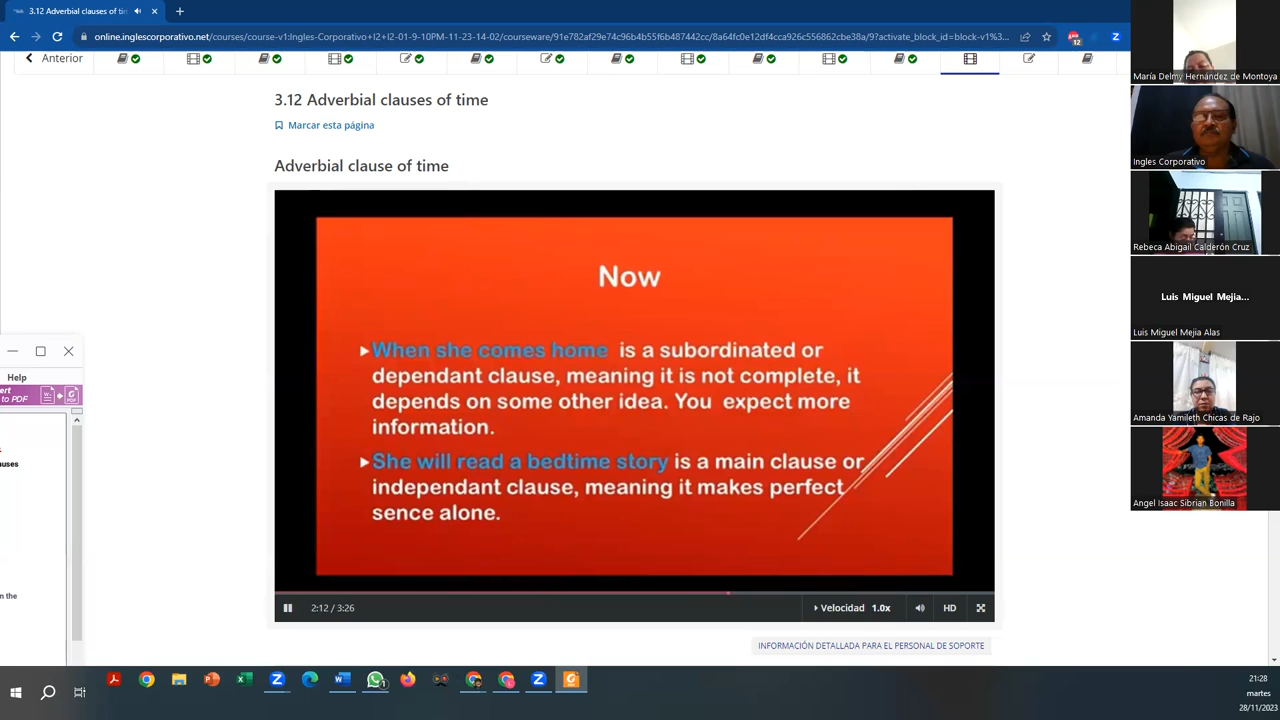 3.12 Adverbial clauses of tim
online.inglescorporativo.net/courses/course-v1:Ingles-Corporativo+I2+I2-01-9-10PM-11-23-14-02/courseware/91e782af29e74c96b4b55f6b487442cc/8a64fc0e12df4cca926c556862cbe38a/9?activate_block_id=block-v1%3...
12
Anterior
3.12 Adverbial clauses of time
Marcar esta página
Adverbial clause of time
Now
When she comes home is a subordinated or
dependant clause, meaning it is not complete, it
depends on some other idea. You expect more
information.
She will read a bedtime story is a main clause or
independant clause, meaning it makes perfect
sence alone.
2:12 / 3:26
Velocidad 1.0x
HD
INFORMACIÓN DETALLADA PARA EL PERSONAL DE SOPORTE
Help
ert
to PDF
auses
n the
María Delmy Hernández de Montoya
Ingles Corporativo
Rebeca Abigail Calderón Cruz
Luis Miguel Mejía...
Luis Miguel Mejia Alas
Amanda Yamileth Chicas de Rajo
Angel Isaac Sibrian Bonilla
21:28
martes
28/11/2023